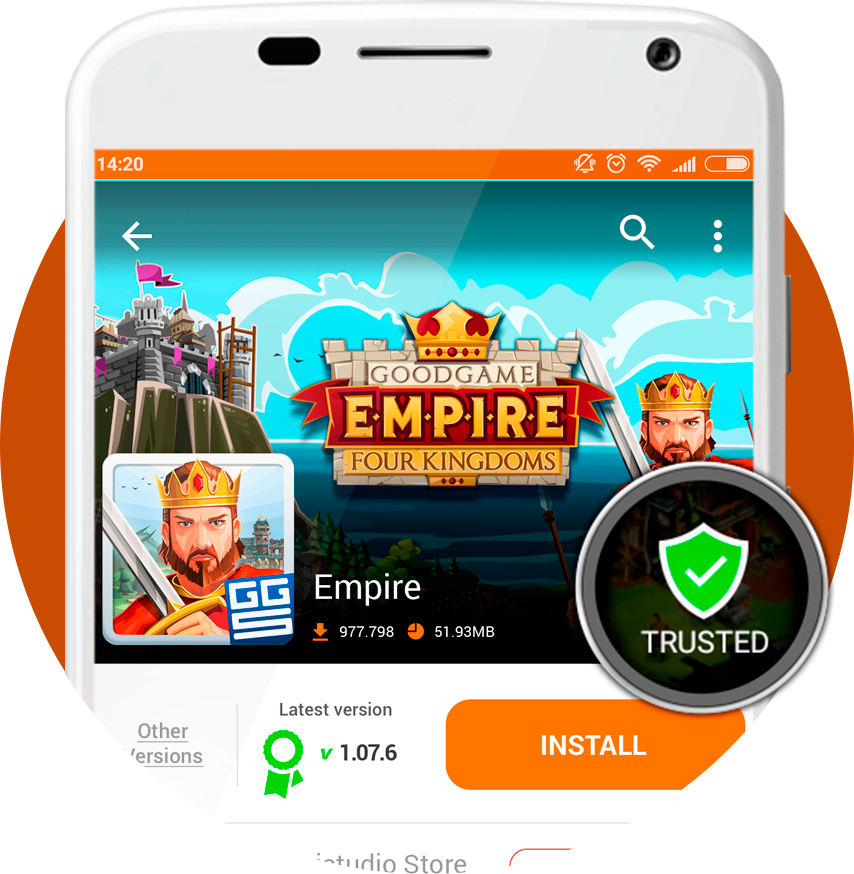 14:20
GOODGAME
EMPIRE
FOUR KINGDOMS
GGS
Empire
977.798 51.93MB
TRUSTED
Other
Versions
Latest version
v 1.07.6
INSTALL
Store